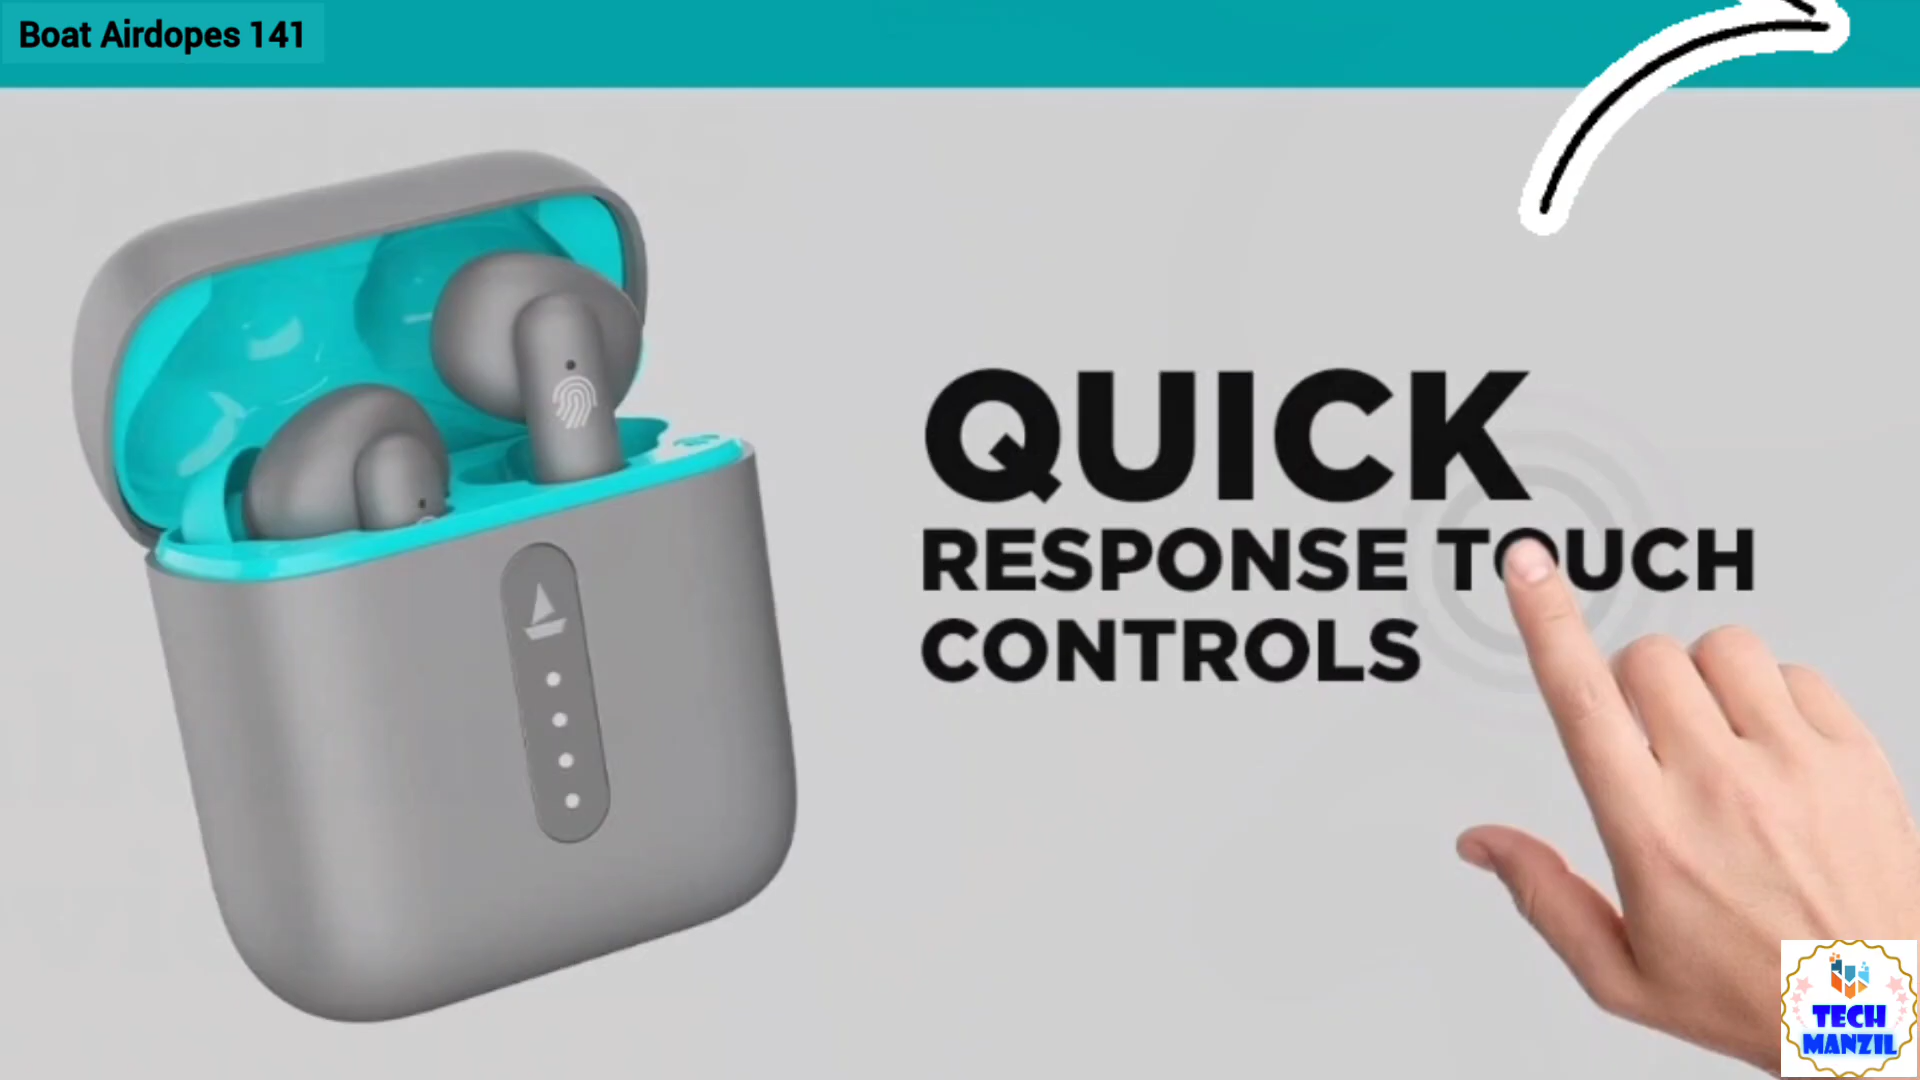 Boat Airdopes 141
QUICK
RESPONSE TOUCH
CONTROLS
TECH
MANZIL